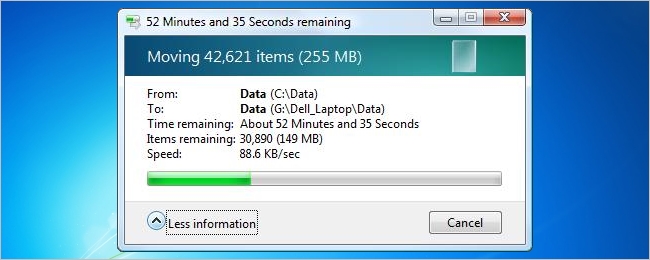 52 Minutes and 35 Seconds remaining
Moving 42,621 items (255 MB)
From: Data (C:\Data)
To: Data (G:\Dell_Laptop\Data)
Time remaining: About 52 Minutes and 35 Seconds
Items remaining: 30,890 (149 MB)
Speed: 88.6 KB/sec
Less information
Cancel